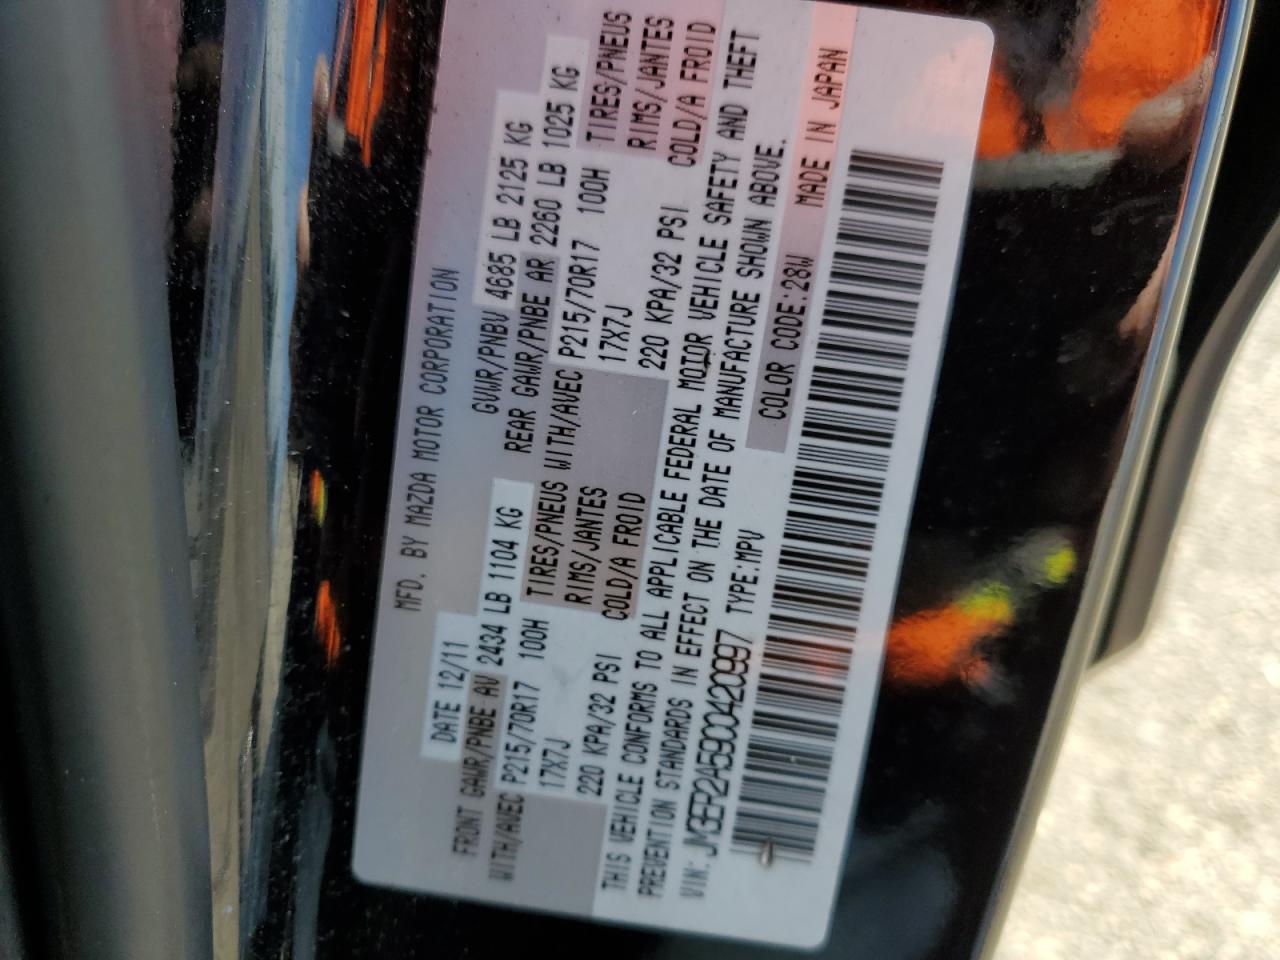 MFD. BY MAZDA MOTOR CORPORATION
DATE 12/11 GVWR/PNBV 4685 LB 2125 KG
FRONT GAWR/PNBE AV 2434 LB 1104 KG REAR GAWR/PNBE AR 2260 LB 1025 KG
WITH/AVEC P215/70R17 100H TIRES/PNEUS WITH/AVEC P215/70R17 100H TIRES/PNEUS
17X7J RIMS/JANTES 17X7J RIMS/JANTES
220 KPA/32 PSI COLD/A FROID 220 KPA/32 PSI COLD/A FROID
THIS VEHICLE CONFORMS TO ALL APPLICABLE FEDERAL MOTOR VEHICLE SAFETY AND THEFT
PREVENTION STANDARDS IN EFFECT ON THE DATE OF MANUFACTURE SHOWN ABOVE.
VIN: JM3ER2A59C0420997 TYPE:MPV COLOR CODE:28W MADE IN JAPAN